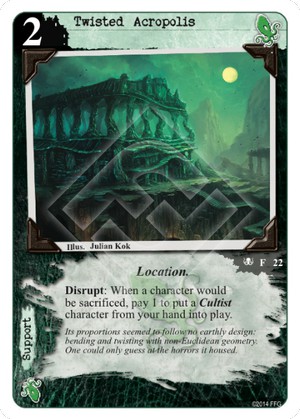 2
Twisted Acropolis
Illus. Julian Kok
F 22
Location.
Disrupt: When a character would
be sacrificed, pay 1 to put a Cultist
character from your hand into play.
Its proportions seemed to follow no earthly design:
bending and twisting with non-Euclidean geometry.
One could only guess at the horrors it housed.
Support
©2014 FFG